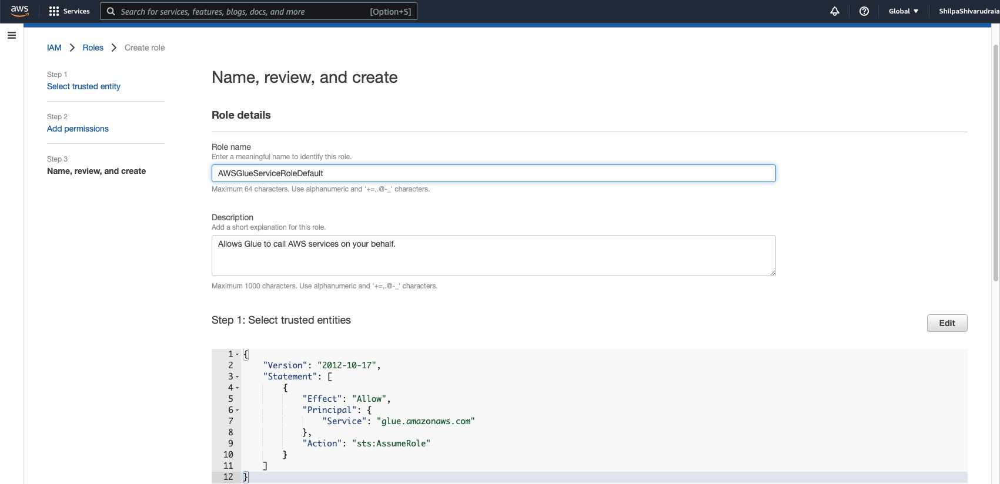 aws Services Search for services, features, blogs, docs, and more [Option+S] Global ▼ ShilpaShivarudraia
IAM > Roles > Create role
Step 1
Select trusted entity
Step 2
Add permissions
Step 3
Name, review, and create
Name, review, and create
Role details
Role name
Enter a meaningful name to identify this role.
AWSGlueServiceRoleDefault
Maximum 64 characters. Use alphanumeric and '+=,.@-_' characters.
Description
Add a short explanation for this role.
Allows Glue to call AWS services on your behalf.
Maximum 1000 characters. Use alphanumeric and '+=,.@-_' characters.
Step 1: Select trusted entities
Edit
1 {
2 "Version": "2012-10-17",
3 "Statement": [
4 {
5 "Effect": "Allow",
6 "Principal": {
7 "Service": "glue.amazonaws.com"
8 },
9 "Action": "sts:AssumeRole"
10 }
11 ]
12 }